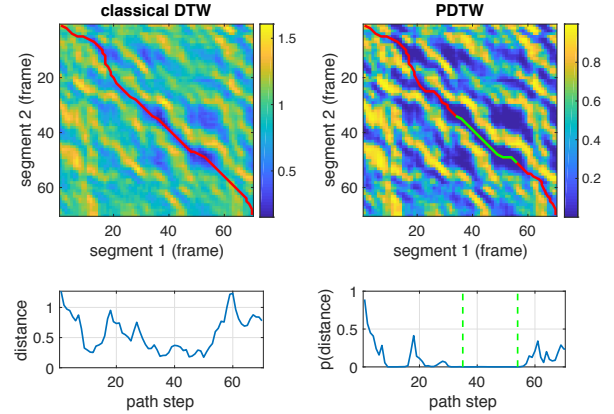 classical DTW
20
40
60
20 40 60
segment 1 (frame)
segment 2 (frame)
1.5
1
0.5
PDTW
20
40
60
20 40 60
segment 1 (frame)
segment 2 (frame)
0.8
0.6
0.4
0.2
1
0.5
0
20 40 60
path step
distance
1
0.5
0
20 40 60
path step
p(distance)